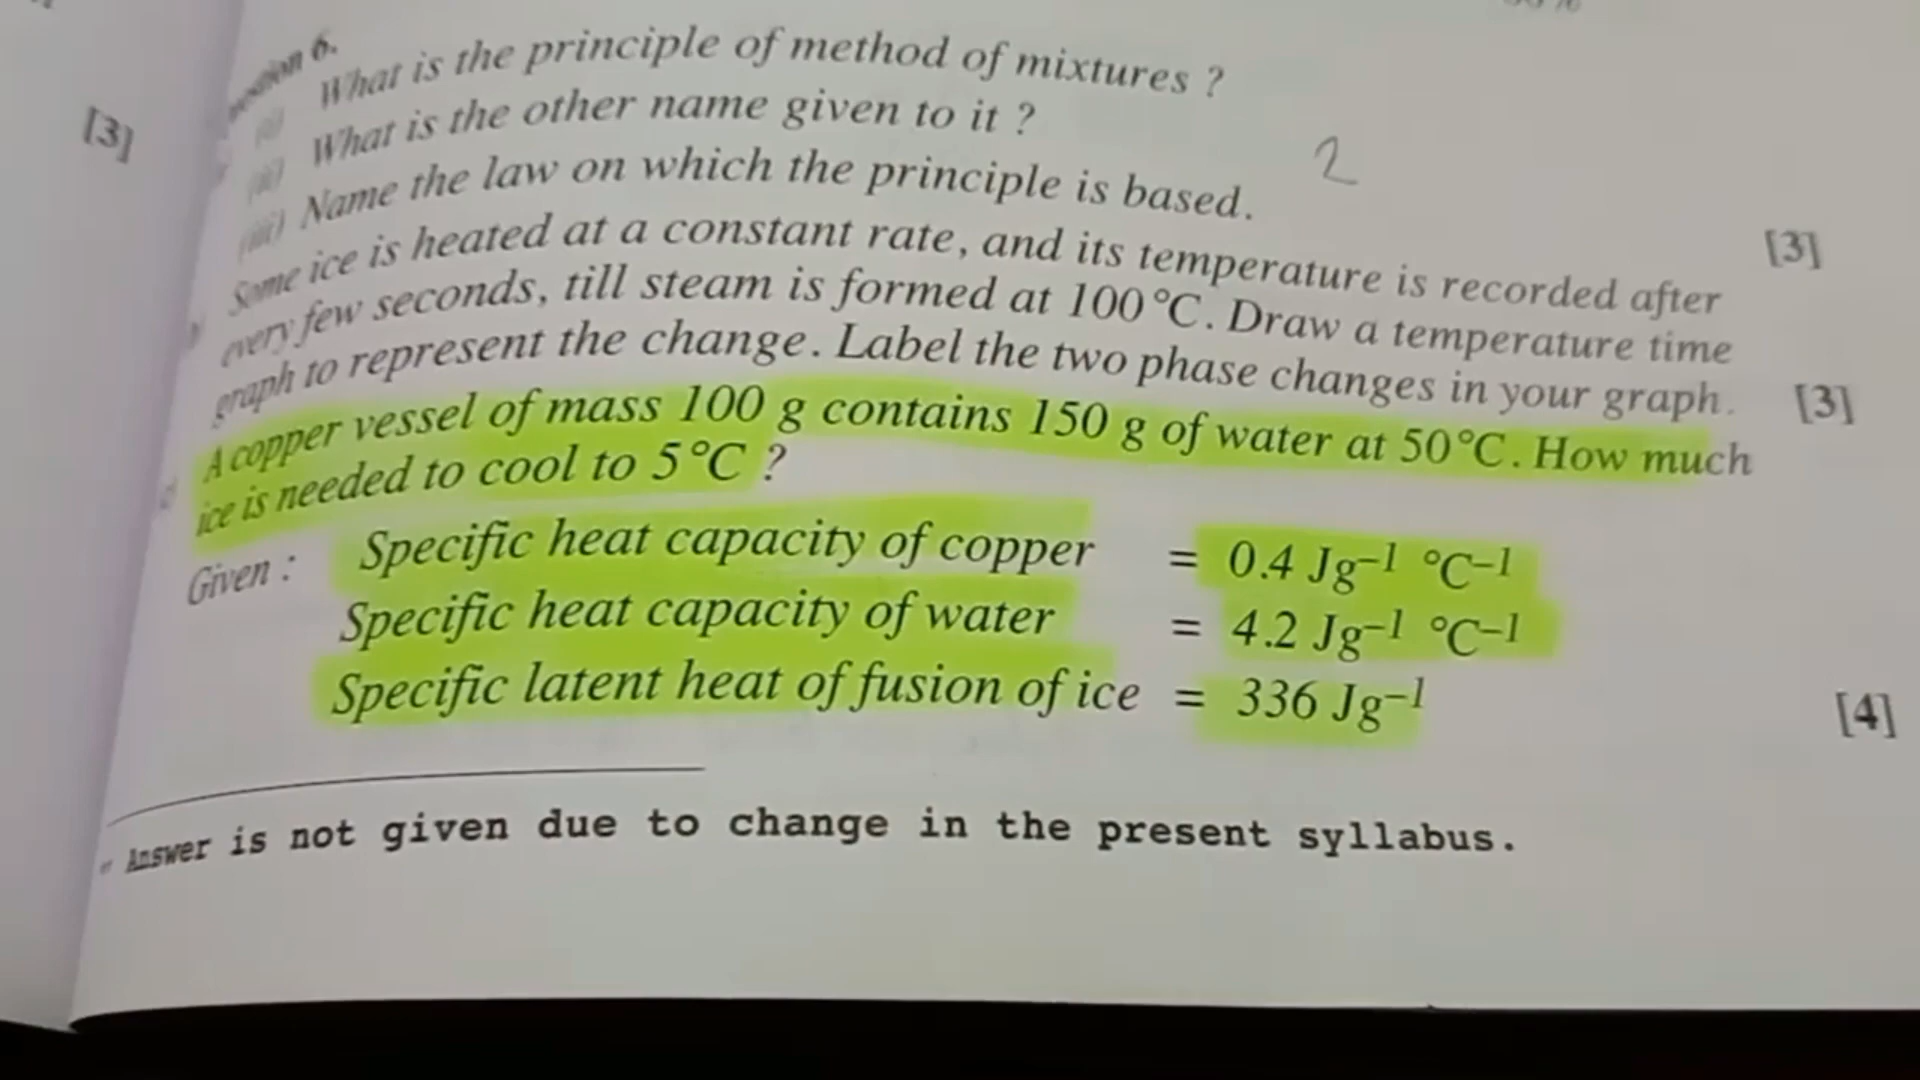 [3]
What is the principle of method of mixtures ?
What is the other name given to it ?
(iii) Name the law on which the principle is based.
2
[3]
Some ice is heated at a constant rate, and its temperature is recorded after
every few seconds, till steam is formed at 100°C. Draw a temperature time
graph to represent the change. Label the two phase changes in your graph. [3]
A copper vessel of mass 100 g contains 150 g of water at 50°C. How much
ice is needed to cool to 5°C ?
Given : Specific heat capacity of copper = 0.4 Jg⁻¹ °C⁻¹
Specific heat capacity of water = 4.2 Jg⁻¹ °C⁻¹
Specific latent heat of fusion of ice = 336 Jg⁻¹ [4]
Answer is not given due to change in the present syllabus.